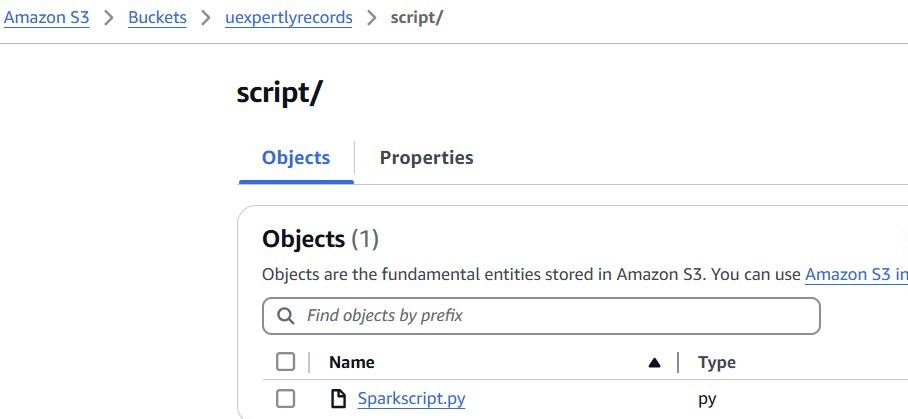 Amazon S3 > Buckets > uexpertlyrecords > script/
script/
Objects Properties
Objects (1)
Objects are the fundamental entities stored in Amazon S3. You can use Amazon S3 in
Find objects by prefix
Name Type
Sparkscript.py py